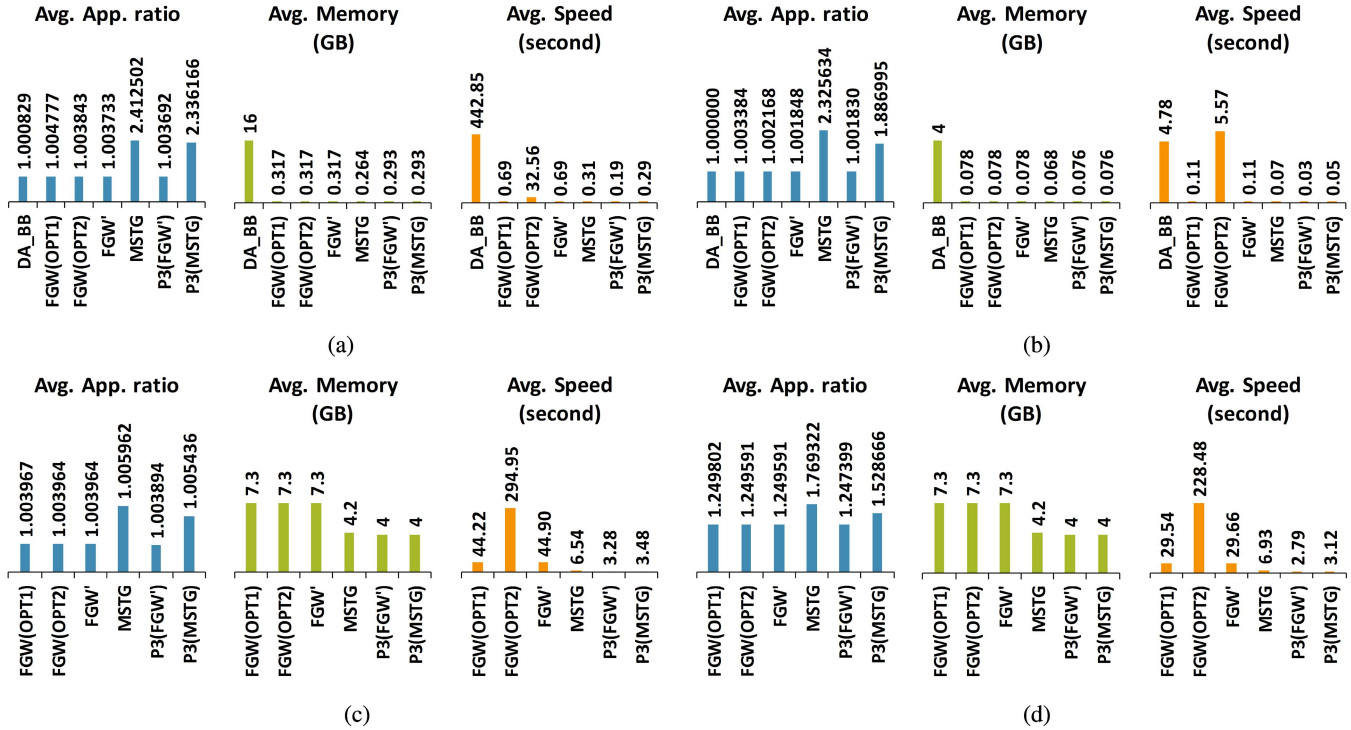 Avg. App. ratio
1.000829
1.004777
1.003843
1.003733
2.412502
1.003692
2.336166
DA_BB
FGW(OPT1)
FGW(OPT2)
FGW'
MSTG
P3(FGW')
P3(MSTG)
Avg. Memory
(GB)
16
0.317
0.317
0.317
0.264
0.293
0.293
DA_BB
FGW(OPT1)
FGW(OPT2)
FGW'
MSTG
P3(FGW')
P3(MSTG)
Avg. Speed
(second)
442.85
0.69
32.56
0.69
0.31
0.19
0.29
DA_BB
FGW(OPT1)
FGW(OPT2)
FGW'
MSTG
P3(FGW')
P3(MSTG)
(a)
Avg. App. ratio
1.000000
1.003384
1.002168
1.001848
2.325634
1.001830
1.886995
DA_BB
FGW(OPT1)
FGW(OPT2)
FGW'
MSTG
P3(FGW')
P3(MSTG)
Avg. Memory
(GB)
4
0.078
0.078
0.078
0.068
0.076
0.076
DA_BB
FGW(OPT1)
FGW(OPT2)
FGW'
MSTG
P3(FGW')
P3(MSTG)
Avg. Speed
(second)
4.78
0.11
5.57
0.11
0.07
0.03
0.05
DA_BB
FGW(OPT1)
FGW(OPT2)
FGW'
MSTG
P3(FGW')
P3(MSTG)
(b)
Avg. App. ratio
1.003967
1.003964
1.003964
1.005962
1.003894
1.005436
FGW(OPT1)
FGW(OPT2)
FGW'
MSTG
P3(FGW')
P3(MSTG)
Avg. Memory
(GB)
7.3
7.3
7.3
4.2
4
4
FGW(OPT1)
FGW(OPT2)
FGW'
MSTG
P3(FGW')
P3(MSTG)
Avg. Speed
(second)
44.22
294.95
44.90
6.54
3.28
3.48
FGW(OPT1)
FGW(OPT2)
FGW'
MSTG
P3(FGW')
P3(MSTG)
(c)
Avg. App. ratio
1.249802
1.249591
1.249591
1.769322
1.247399
1.528666
FGW(OPT1)
FGW(OPT2)
FGW'
MSTG
P3(FGW')
P3(MSTG)
Avg. Memory
(GB)
7.3
7.3
7.3
4.2
4
4
FGW(OPT1)
FGW(OPT2)
FGW'
MSTG
P3(FGW')
P3(MSTG)
Avg. Speed
(second)
29.54
228.48
29.66
6.93
2.79
3.12
FGW(OPT1)
FGW(OPT2)
FGW'
MSTG
P3(FGW')
P3(MSTG)
(d)